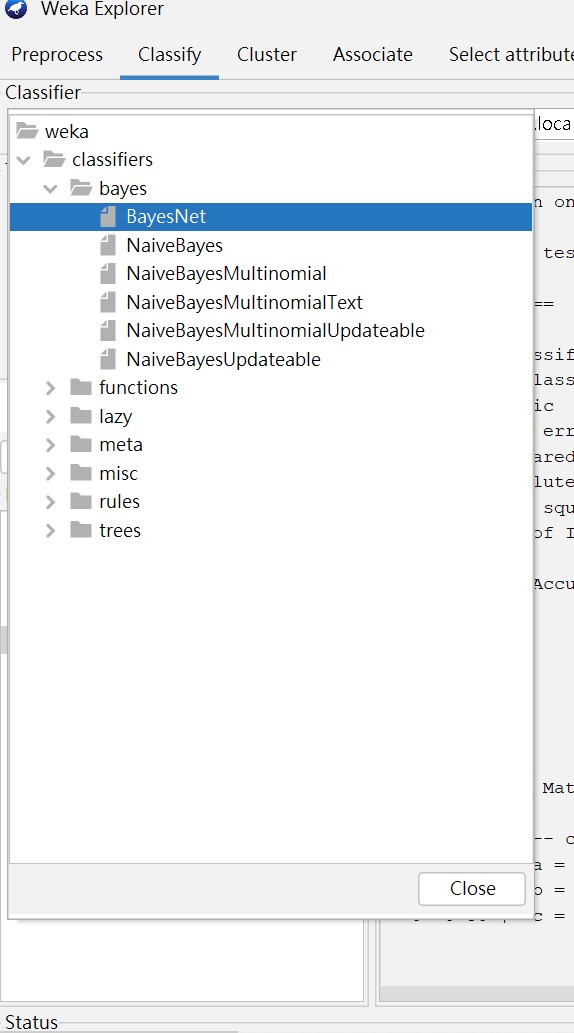 Weka Explorer
Preprocess Classify Cluster Associate Select attribute
Classifier
weka
.loca
classifiers
bayes
BayesNet
n on
NaiveBayes
tes
NaiveBayesMultinomial
NaiveBayesMultinomialText
==
NaiveBayesMultinomialUpdateable
NaiveBayesUpdateable
ssif
functions
lass
lazy
ic
meta
err
ared
misc
lute
rules
squ
trees
of I
Accu
Mat
-- c
a =
Close
b =
c =
Status